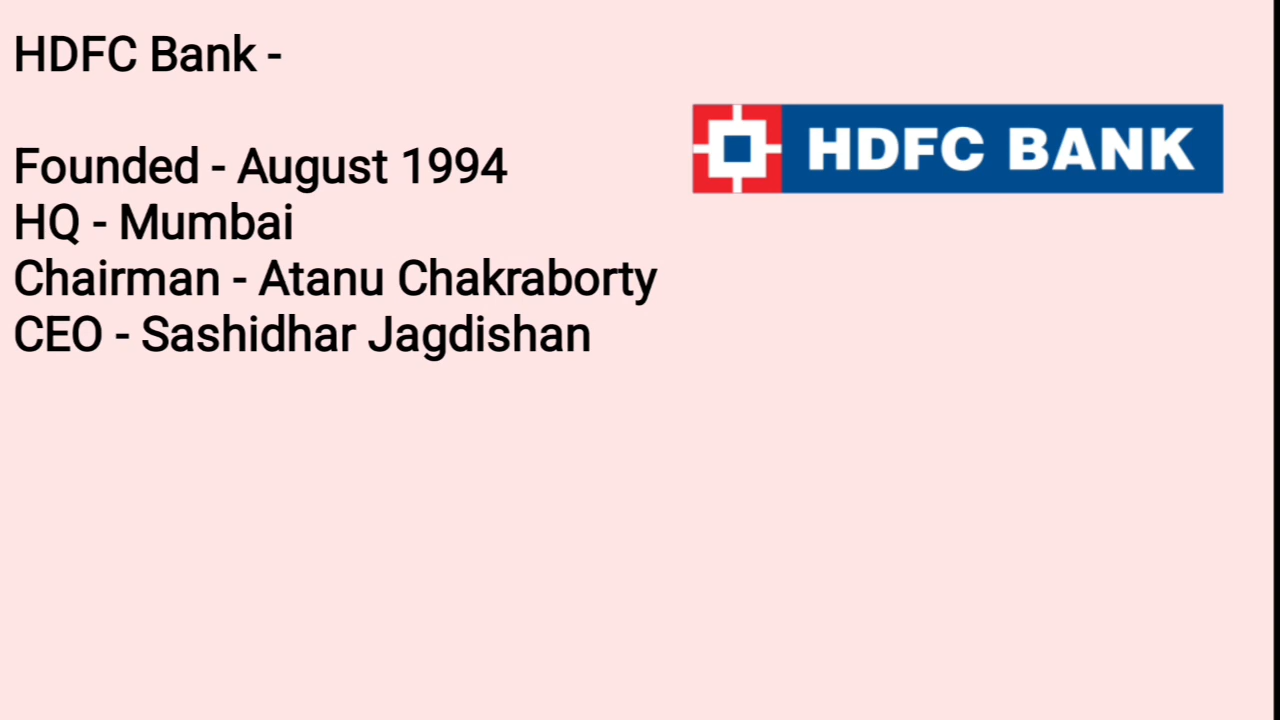 HDFC Bank -
HDFC BANK
Founded - August 1994
HQ - Mumbai
Chairman - Atanu Chakraborty
CEO - Sashidhar Jagdishan